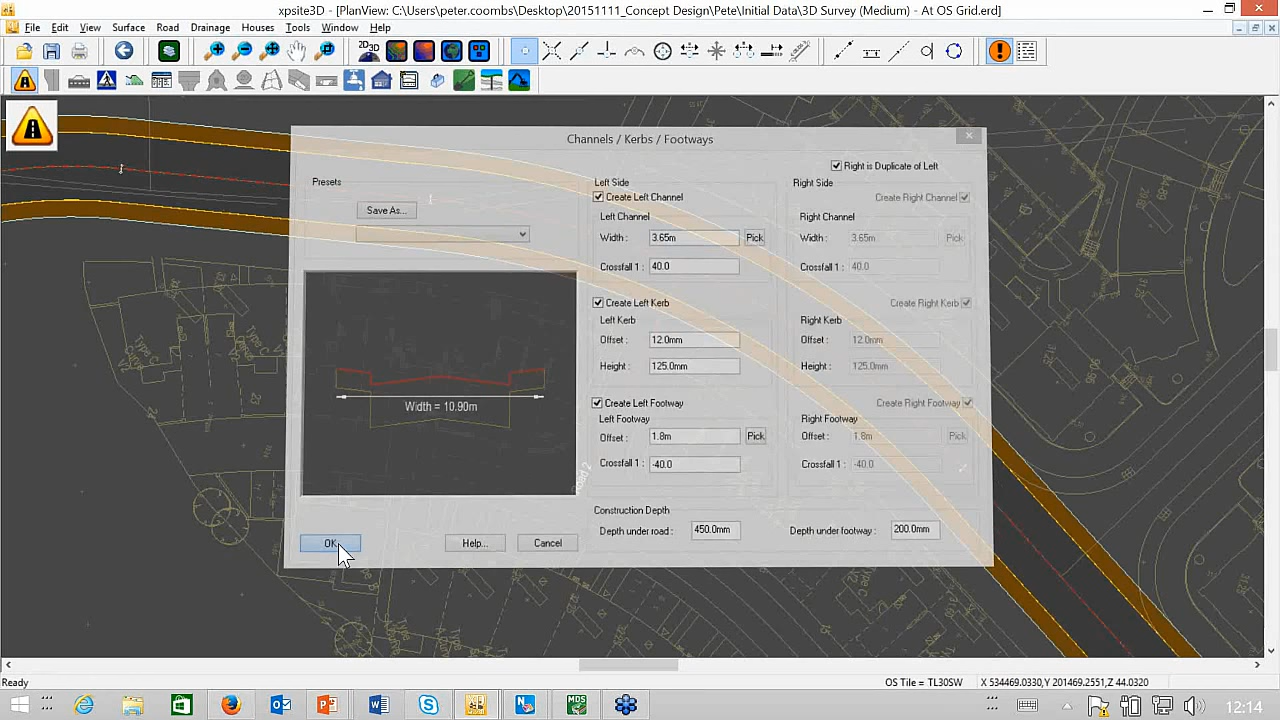 xpsite3D - [PlanView: C:\Users\peter.coombs\Desktop\20151111_Concept Design\Pete\Initial Data\3D Survey (Medium) - At OS Grid.erd]
File Edit View Surface Road Drainage Houses Tools Window Help
2D3D
Channels / Kerbs / Footways
Presets
Save As...
Width = 10.90m
OK
Help...
Cancel
Right is Duplicate of Left
Left Side
Create Left Channel
Left Channel
Width : 3.65m Pick
Crossfall 1 : 40.0
Create Left Kerb
Left Kerb
Offset : 12.0mm
Height : 125.0mm
Create Left Footway
Left Footway
Offset : 1.8m Pick
Crossfall 1 : -40.0
Right Side
Create Right Channel
Right Channel
Width : 3.65m Pick
Crossfall 1 : 40.0
Create Right Kerb
Right Kerb
Offset : 12.0mm
Height : 125.0mm
Create Right Footway
Right Footway
Offset : 1.8m Pick
Crossfall 1 : -40.0
Construction Depth
Depth under road : 450.0mm
Depth under footway : 200.0mm
Ready
OS Tile = TL30SW
X 534469.0330, Y 201469.2551, Z 44.0320
MDS
12:14